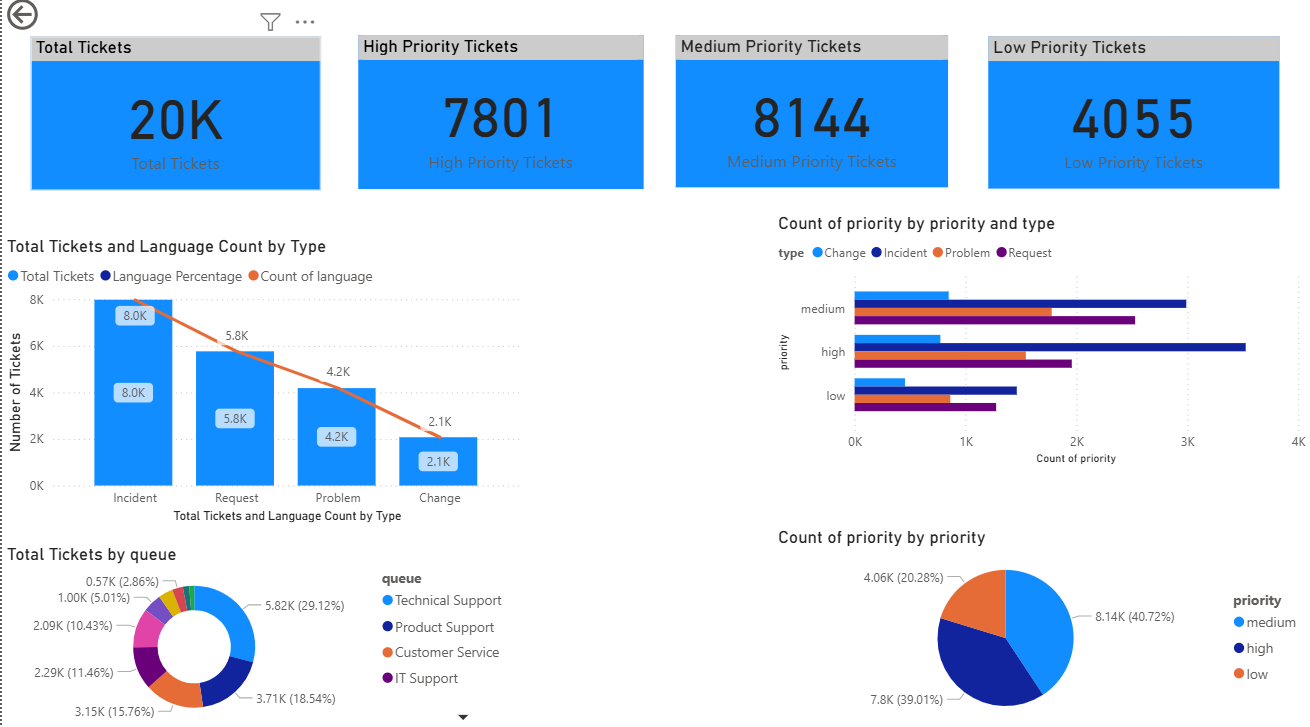 Total Tickets
20K
Total Tickets
High Priority Tickets
7801
High Priority Tickets
Medium Priority Tickets
8144
Medium Priority Tickets
Low Priority Tickets
4055
Low Priority Tickets
Total Tickets and Language Count by Type
Total Tickets Language Percentage Count of language
Number of Tickets
8K
6K
4K
2K
0K
8.0K
5.8K
4.2K
2.1K
8.0K
5.8K
4.2K
2.1K
Incident Request Problem Change
Total Tickets and Language Count by Type
Count of priority by priority and type
type Change Incident Problem Request
priority
medium
high
low
0K 1K 2K 3K 4K
Count of priority
Total Tickets by queue
0.57K (2.86%)
1.00K (5.01%)
2.09K (10.43%)
2.29K (11.46%)
3.15K (15.76%)
5.82K (29.12%)
3.71K (18.54%)
queue
Technical Support
Product Support
Customer Service
IT Support
Count of priority by priority
4.06K (20.28%)
8.14K (40.72%)
7.8K (39.01%)
priority
medium
high
low